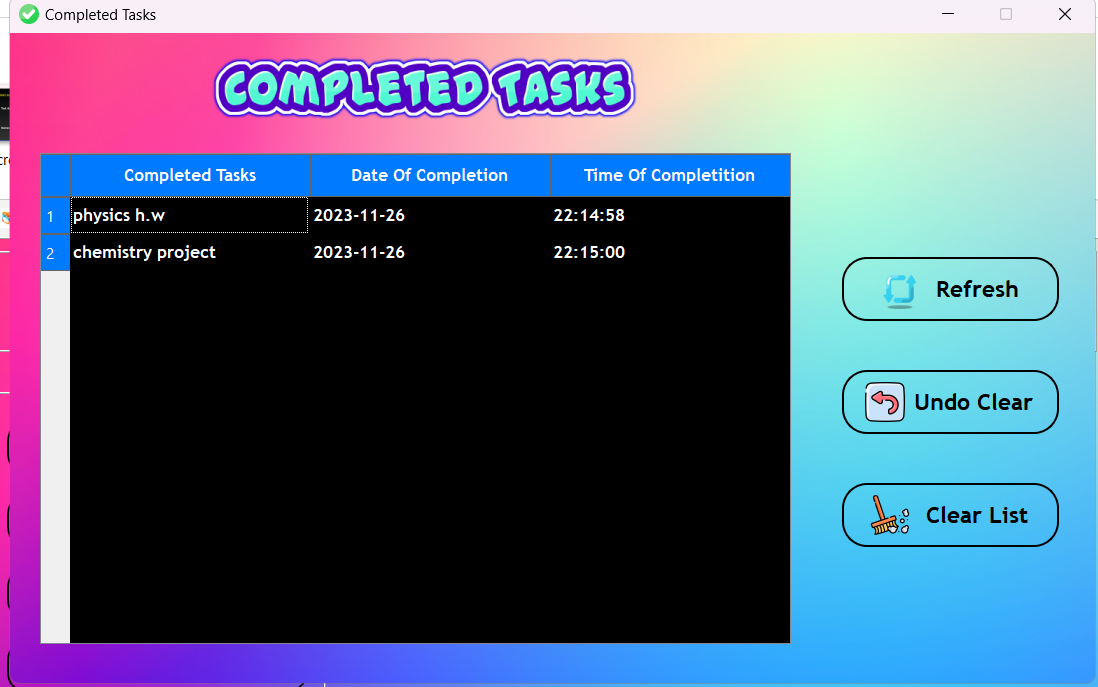 Completed Tasks
COMPLETED TASKS
Completed Tasks Date Of Completion Time Of Completition
1 physics h.w 2023-11-26 22:14:58
2 chemistry project 2023-11-26 22:15:00
Refresh
Undo Clear
Clear List